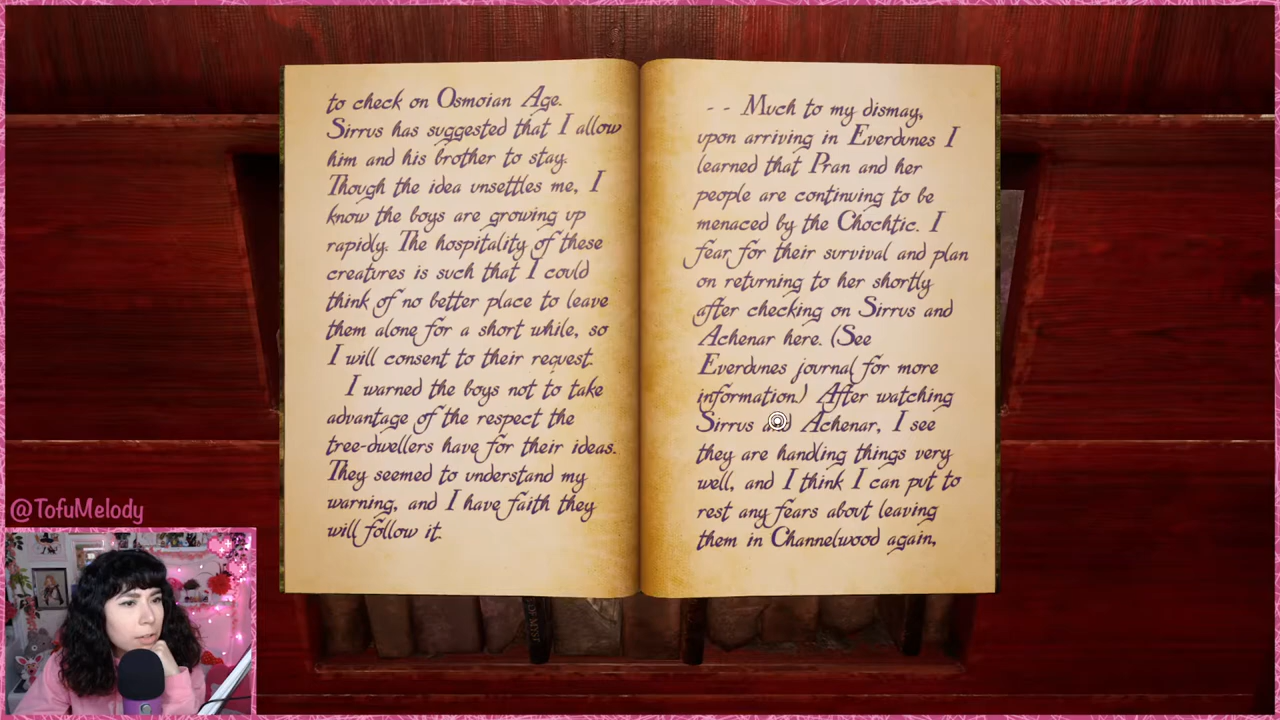 to check on Osmoian Age.
Sirrus has suggested that I allow
him and his brother to stay.
Though the idea unsettles me, I
know the boys are growing up
rapidly. The hospitality of these
creatures is such that I could
think of no better place to leave
them alone for a short while, so
I will consent to their request.
I warned the boys not to take
advantage of the respect the
tree-dwellers have for their ideas.
They seemed to understand my
warning, and I have faith they
will follow it.
- - Much to my dismay,
upon arriving in Everdunes I
learned that Pran and her
people are continuing to be
menaced by the Chochtic. I
fear for their survival and plan
on returning to her shortly
after checking on Sirrus and
Achenar here. (See
Everdunes journal for more
information.) After watching
Sirrus and Achenar, I see
they are handling things very
well, and I think I can put to
rest any fears about leaving
them in Channelwood again,
@TofuMelody
OF MYST